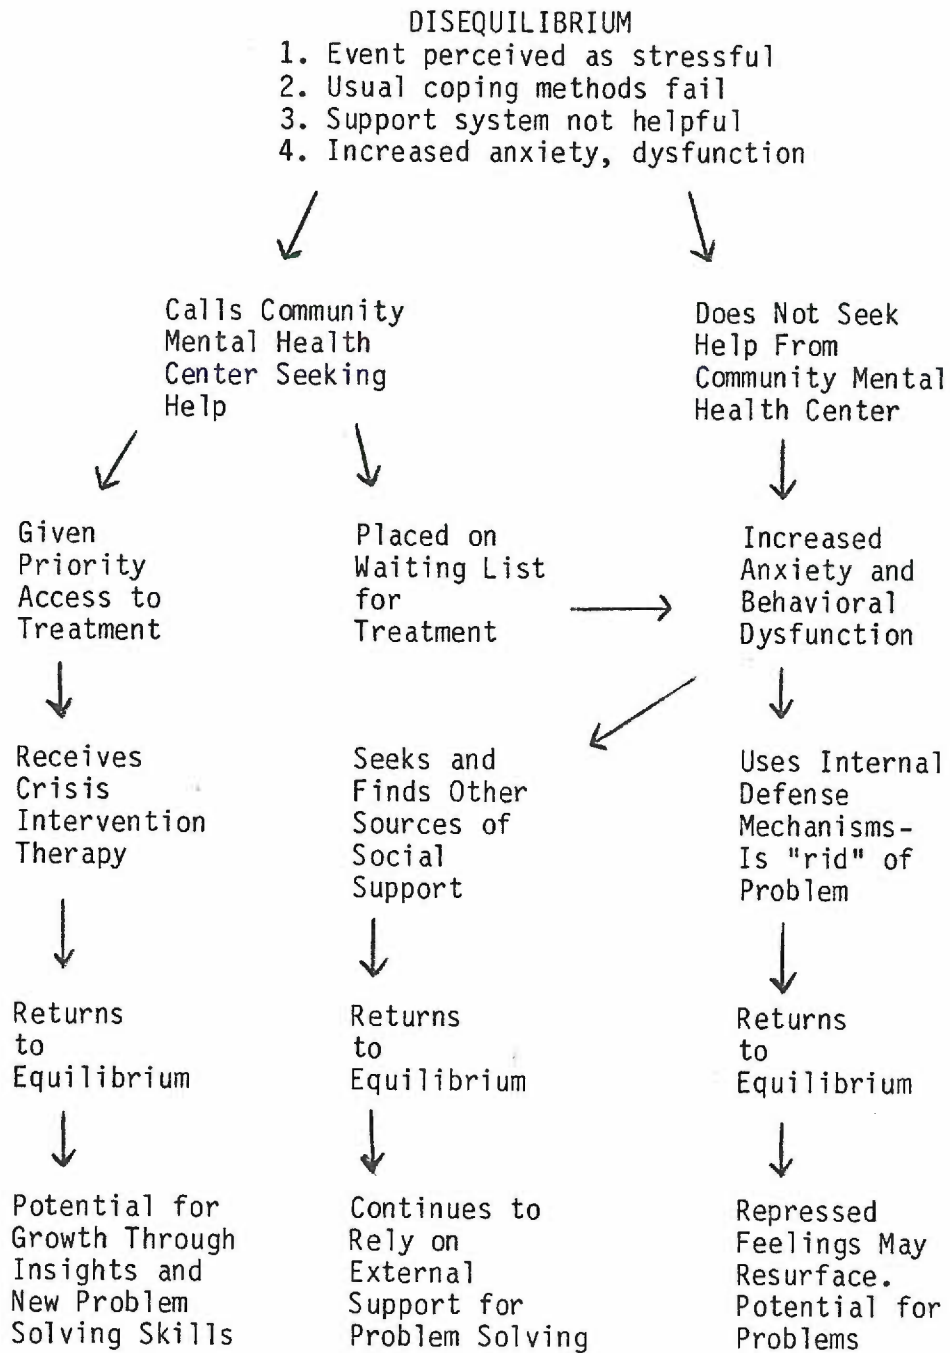 DISEQUILIBRIUM
1. Event perceived as stressful
2. Usual coping methods fail
3. Support system not helpful
4. Increased anxiety, dysfunction
Calls Community
Mental Health
Center Seeking
Help
Does Not Seek
Help From
Community Mental
Health Center
Given
Priority
Access to
Treatment
Placed on
Waiting List
for
Treatment
Increased
Anxiety and
Behavioral
Dysfunction
Receives
Crisis
Intervention
Therapy
Seeks and
Finds Other
Sources of
Social
Support
Uses Internal
Defense
Mechanisms-
Is "rid" of
Problem
Returns
to
Equilibrium
Returns
to
Equilibrium
Returns
to
Equilibrium
Potential for
Growth Through
Insights and
New Problem
Solving Skills
Continues to
Rely on
External
Support for
Problem Solving
Repressed
Feelings May
Resurface.
Potential for
Problems